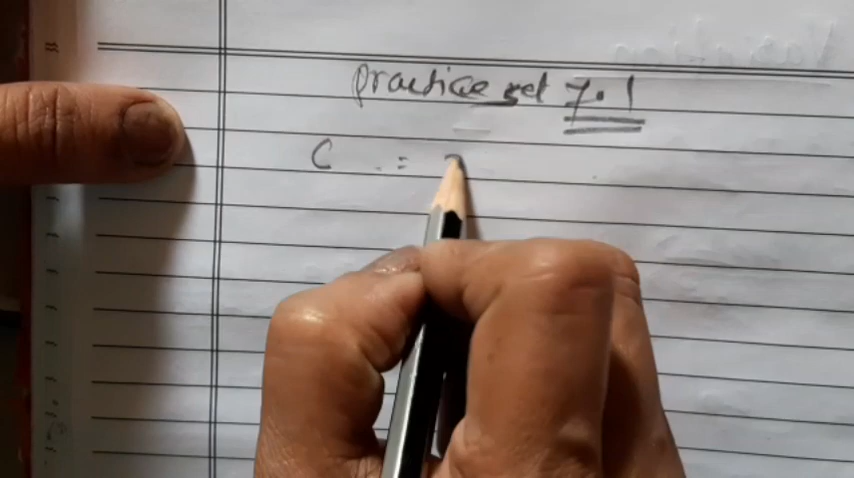 Practice set 7.1
C =